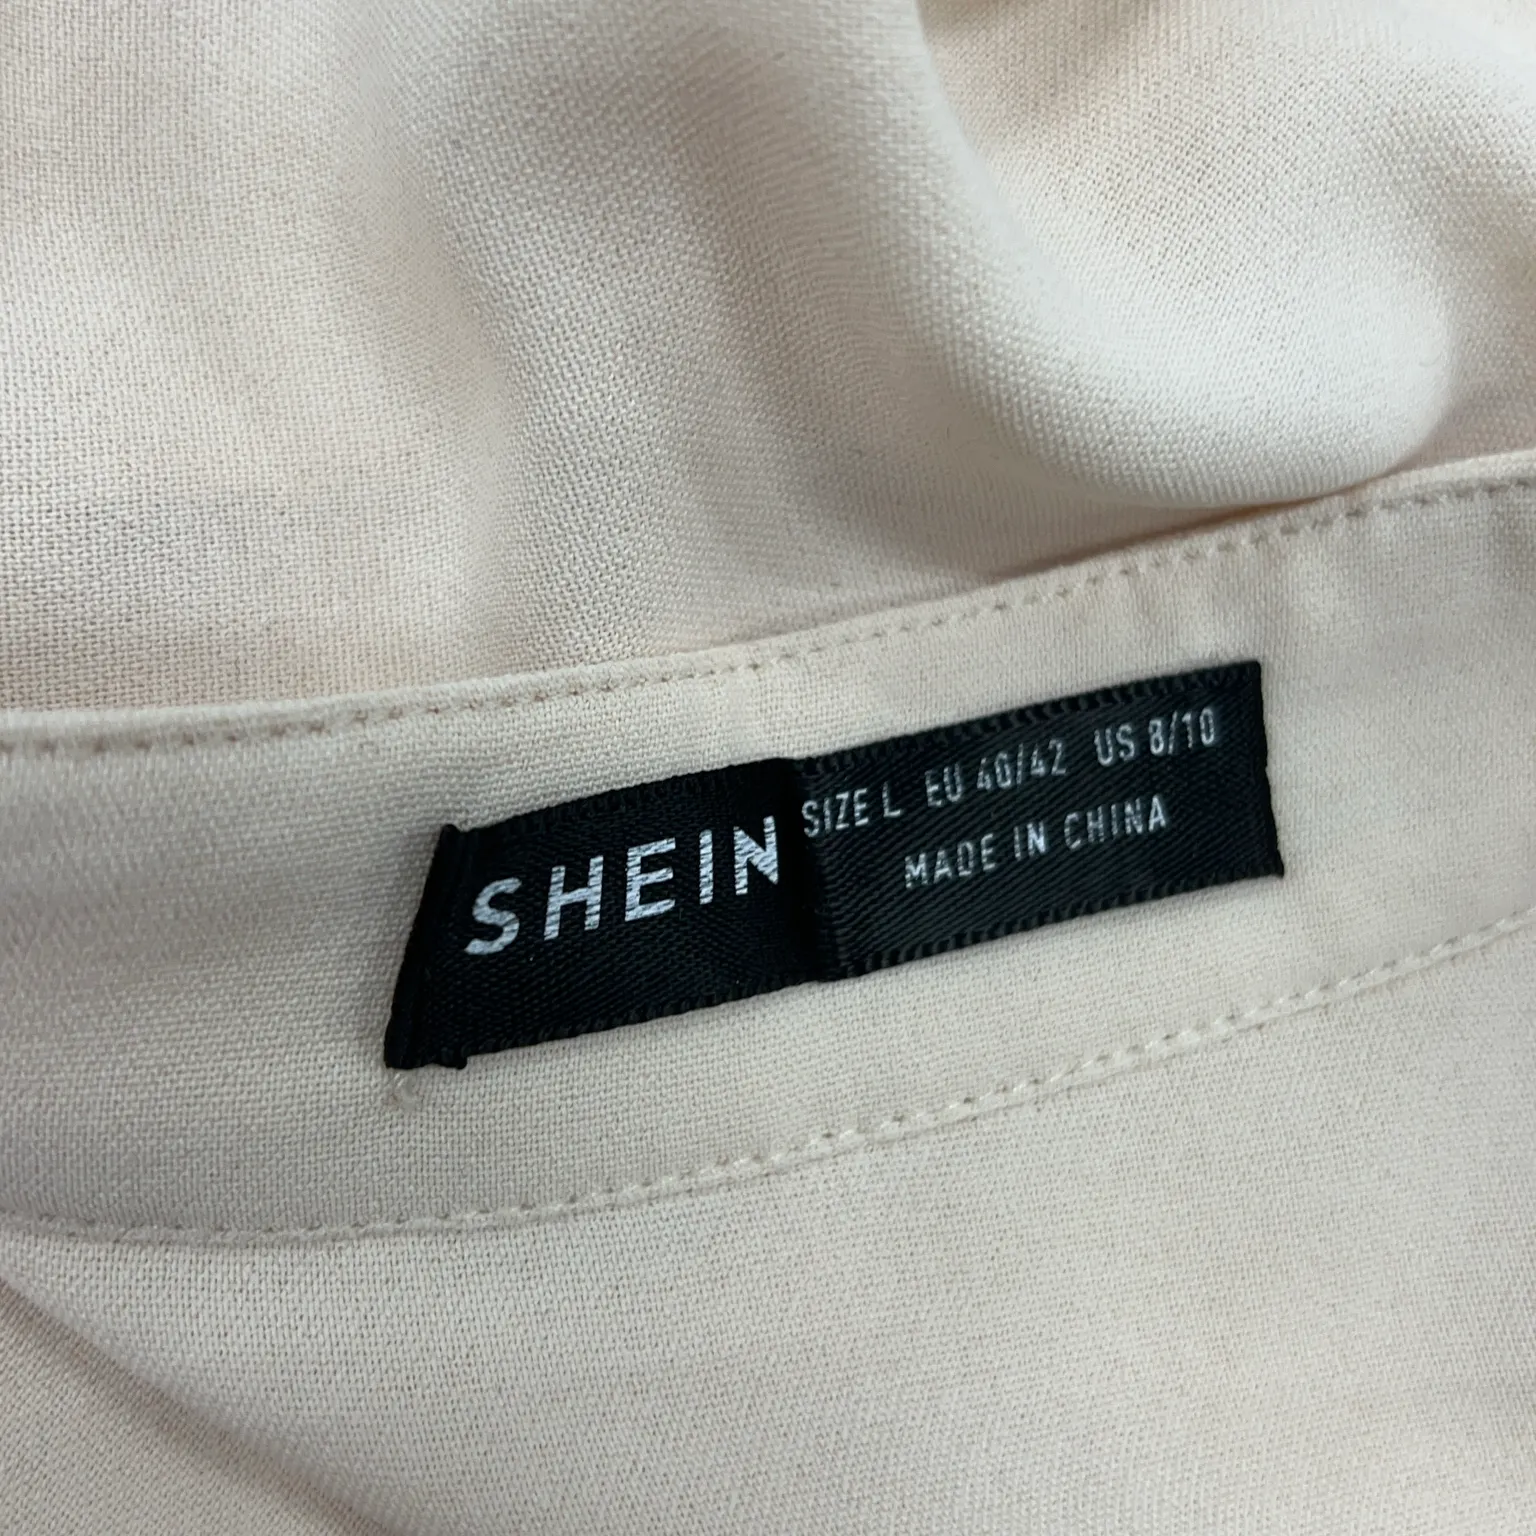 SHEIN
SIZE L EU 40/42 US 8/10
MADE IN CHINA